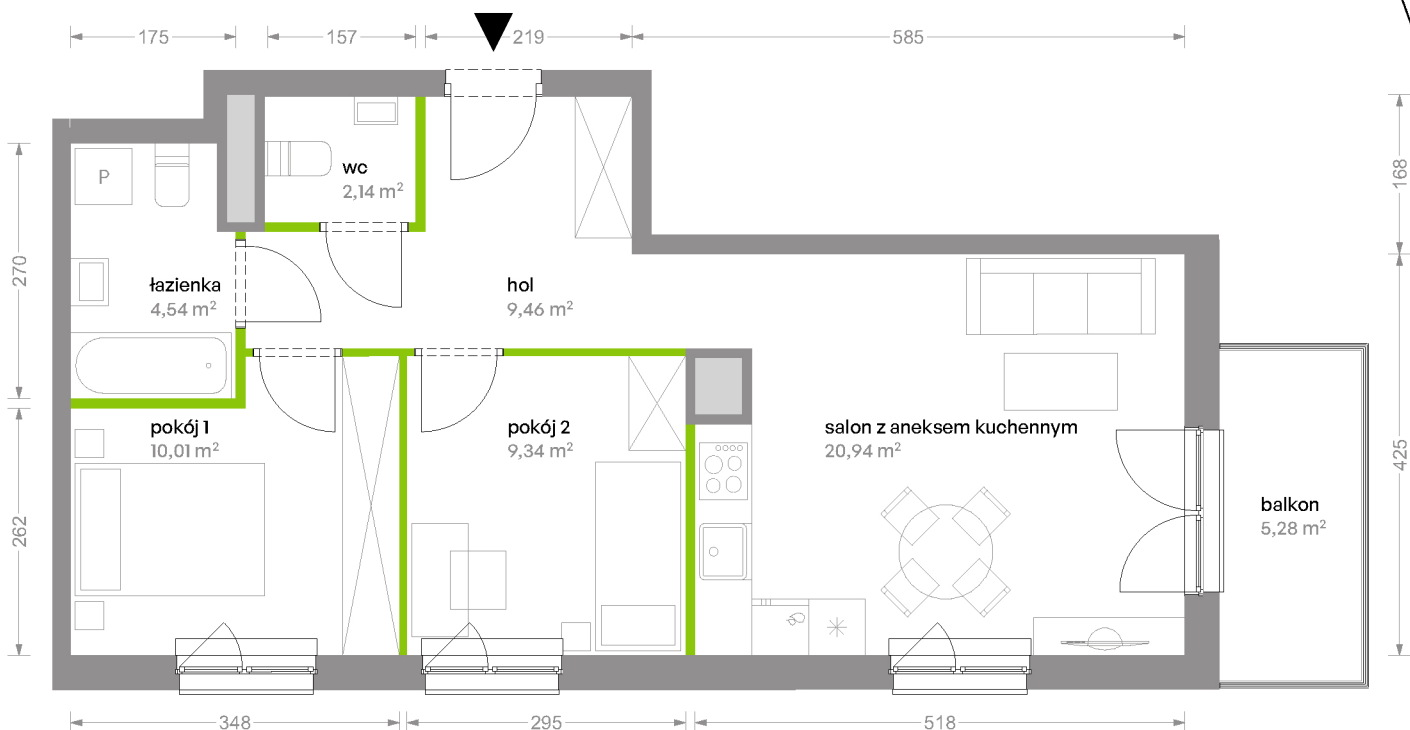 175
157
219
585
168
wc
2,14 m²
P
270
łazienka
4,54 m²
hol
9,46 m²
pokój 1
10,01 m²
pokój 2
9,34 m²
salon z aneksem kuchennym
20,94 m²
425
balkon
5,28 m²
262
348
295
518